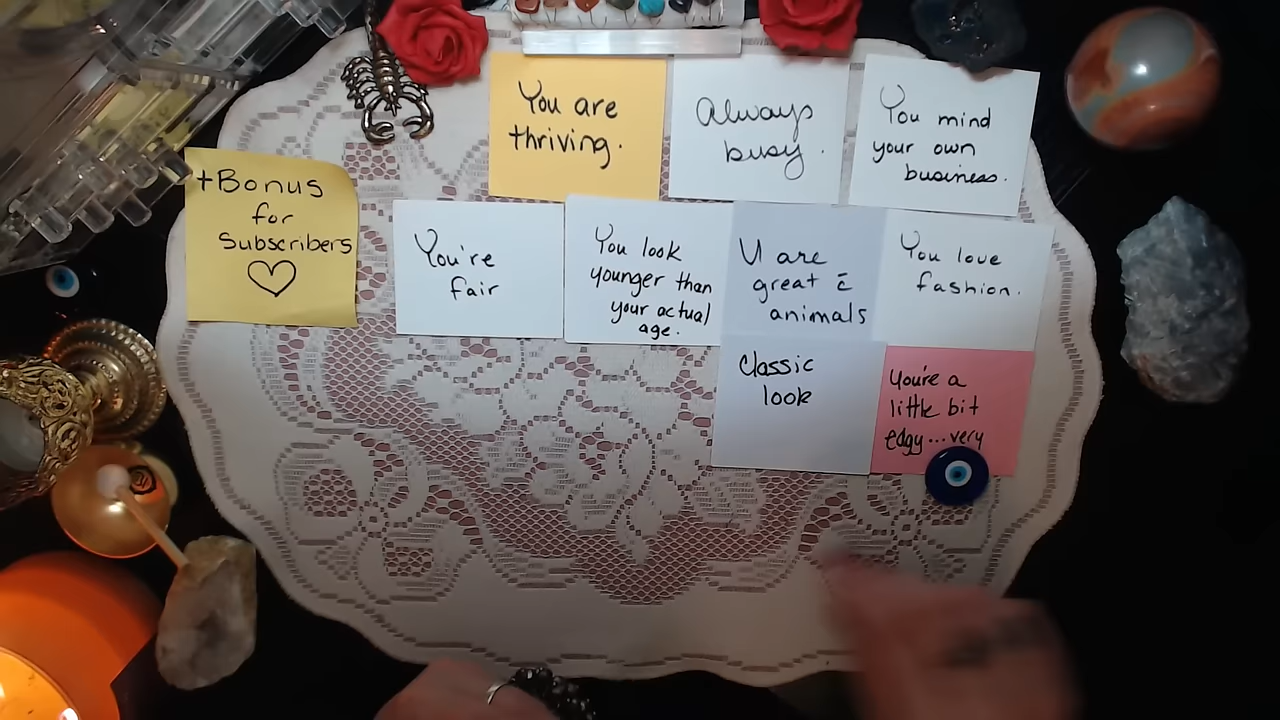 You are
thriving.
Always
busy.
You mind
your own
business.
+Bonus
for
Subscribers
You're
fair
You look
younger than
your actual
age.
U are
great c̄
animals
You love
fashion.
Classic
look
You're a
little bit
edgy...very